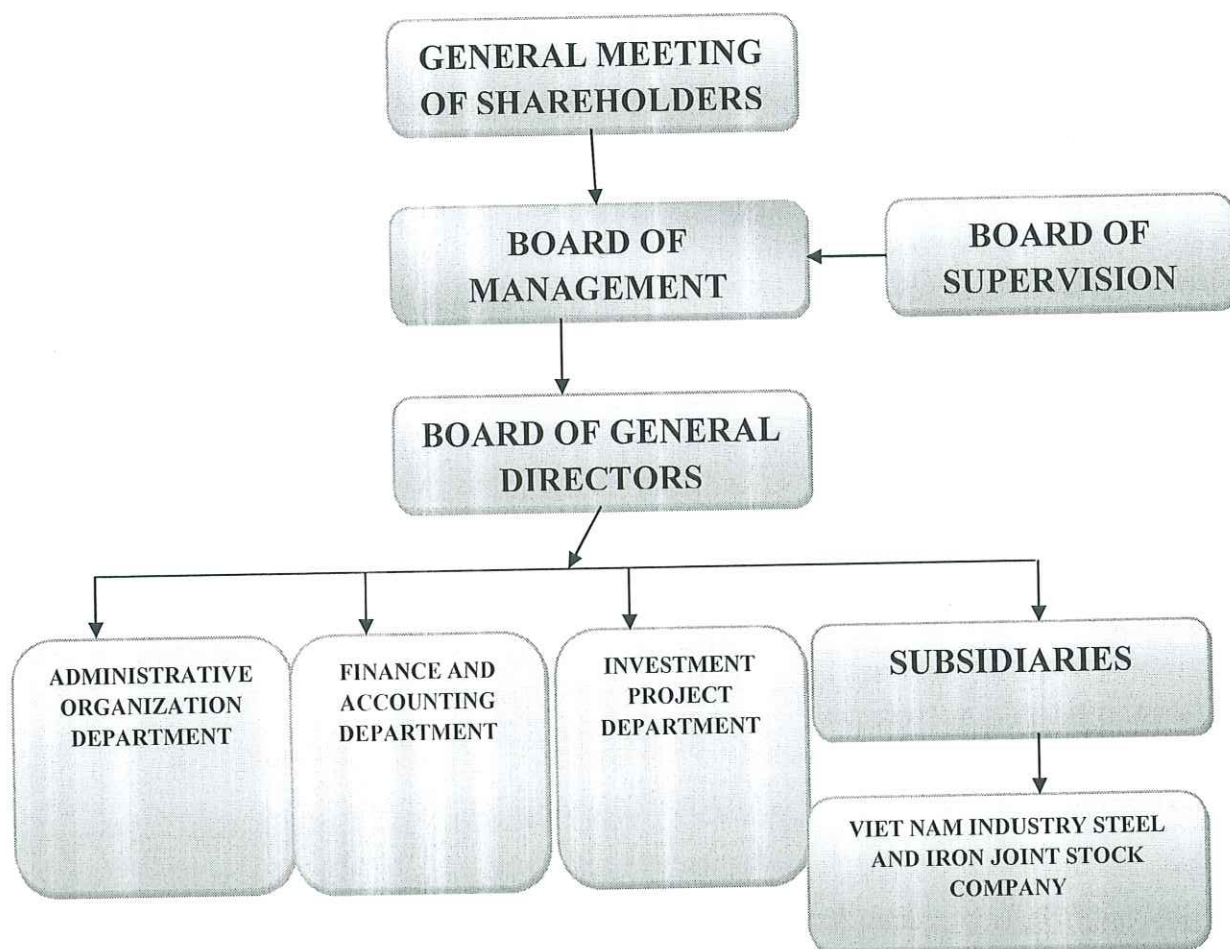 GENERAL MEETING
OF SHAREHOLDERS
BOARD OF
MANAGEMENT
BOARD OF
SUPERVISION
BOARD OF GENERAL
DIRECTORS
ADMINISTRATIVE
ORGANIZATION
DEPARTMENT
FINANCE AND
ACCOUNTING
DEPARTMENT
INVESTMENT
PROJECT
DEPARTMENT
SUBSIDIARIES
VIET NAM INDUSTRY STEEL
AND IRON JOINT STOCK
COMPANY